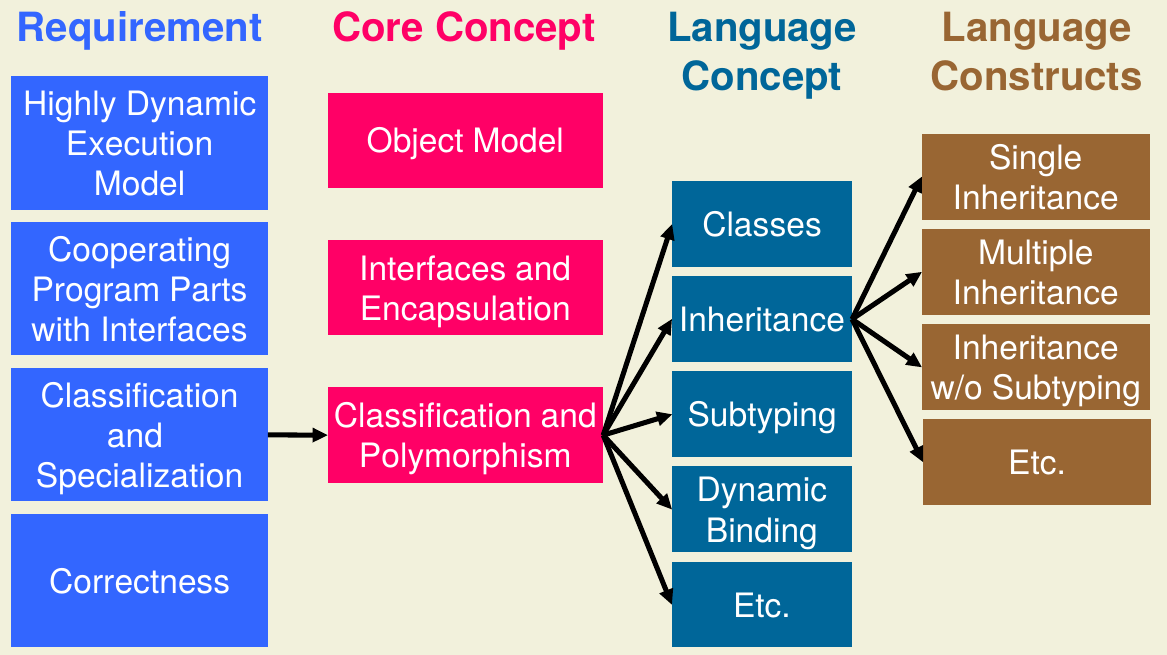 Requirement
Highly Dynamic
Execution
Model
Cooperating
Program Parts
with Interfaces
Classification
and
Specialization
Correctness
Core Concept
Object Model
Interfaces and
Encapsulation
Classification and
Polymorphism
Language
Concept
Classes
Inheritance
Subtyping
Dynamic
Binding
Etc.
Language
Constructs
Single
Inheritance
Multiple
Inheritance
Inheritance
w/o Subtyping
Etc.